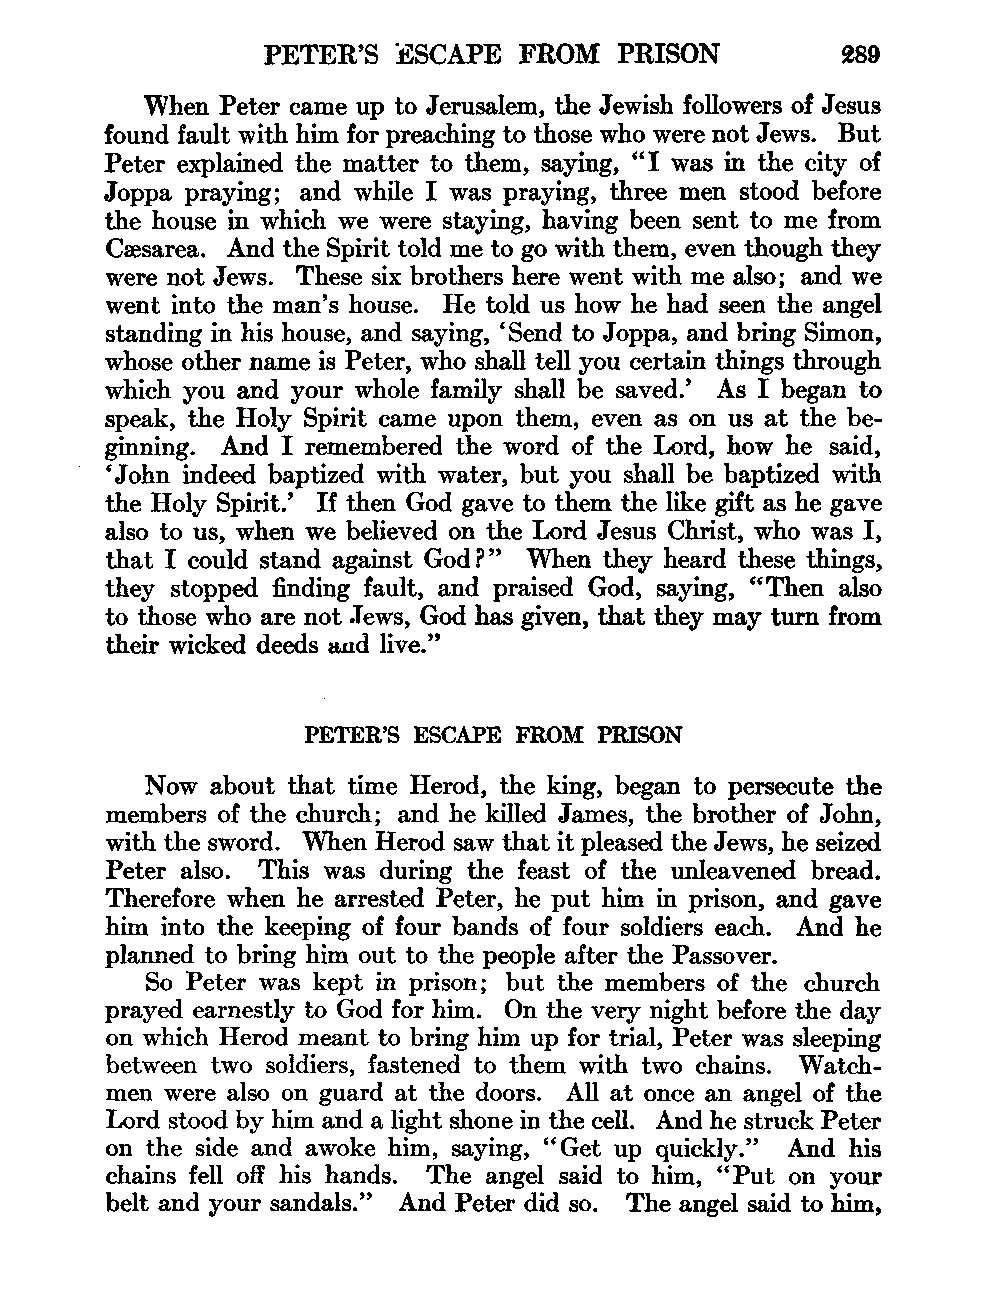 PETER'S ESCAPE FROM PRISON 289
When Peter came up to Jerusalem, the Jewish followers of Jesus
found fault with him for preaching to those who were not Jews. But
Peter explained the matter to them, saying, “I was in the city of
Joppa praying; and while I was praying, three men stood before
the house in which we were staying, having been sent to me from
Cæsarea. And the Spirit told me to go with them, even though they
were not Jews. These six brothers here went with me also; and we
went into the man's house. He told us how he had seen the angel
standing in his house, and saying, ‘Send to Joppa, and bring Simon,
whose other name is Peter, who shall tell you certain things through
which you and your whole family shall be saved.’ As I began to
speak, the Holy Spirit came upon them, even as on us at the be-
ginning. And I remembered the word of the Lord, how he said,
‘John indeed baptized with water, but you shall be baptized with
the Holy Spirit.’ If then God gave to them the like gift as he gave
also to us, when we believed on the Lord Jesus Christ, who was I,
that I could stand against God?” When they heard these things,
they stopped finding fault, and praised God, saying, “Then also
to those who are not Jews, God has given, that they may turn from
their wicked deeds and live.”
PETER'S ESCAPE FROM PRISON
Now about that time Herod, the king, began to persecute the
members of the church; and he killed James, the brother of John,
with the sword. When Herod saw that it pleased the Jews, he seized
Peter also. This was during the feast of the unleavened bread.
Therefore when he arrested Peter, he put him in prison, and gave
him into the keeping of four bands of four soldiers each. And he
planned to bring him out to the people after the Passover.
So Peter was kept in prison; but the members of the church
prayed earnestly to God for him. On the very night before the day
on which Herod meant to bring him up for trial, Peter was sleeping
between two soldiers, fastened to them with two chains. Watch-
men were also on guard at the doors. All at once an angel of the
Lord stood by him and a light shone in the cell. And he struck Peter
on the side and awoke him, saying, “Get up quickly.” And his
chains fell off his hands. The angel said to him, “Put on your
belt and your sandals.” And Peter did so. The angel said to him,